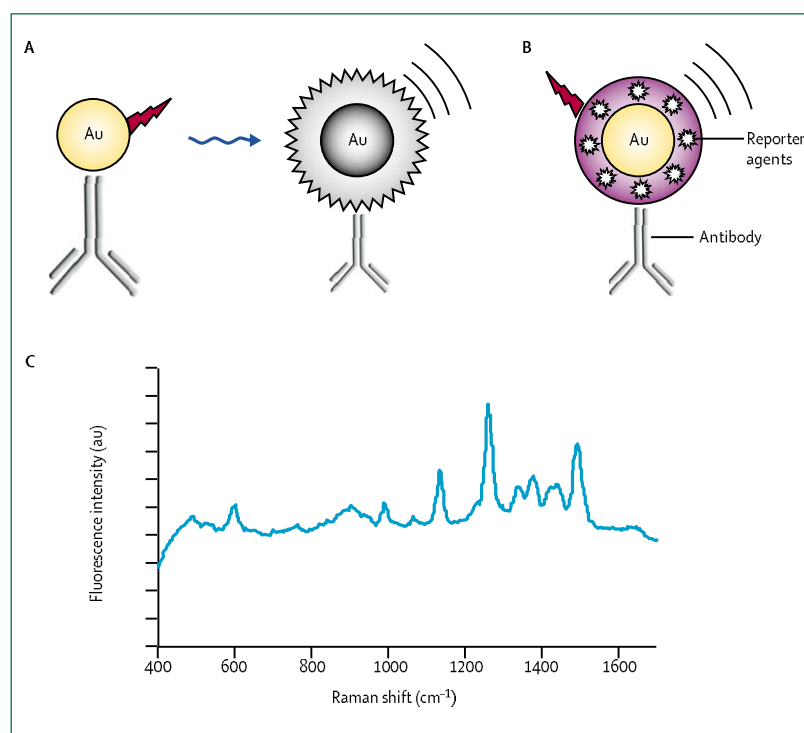 A
B
Au
Au
Au
Reporter
agents
Antibody
C
Fluorescence intensity (au)
400
600
800
1000
1200
1400
1600
Raman shift (cm⁻¹)